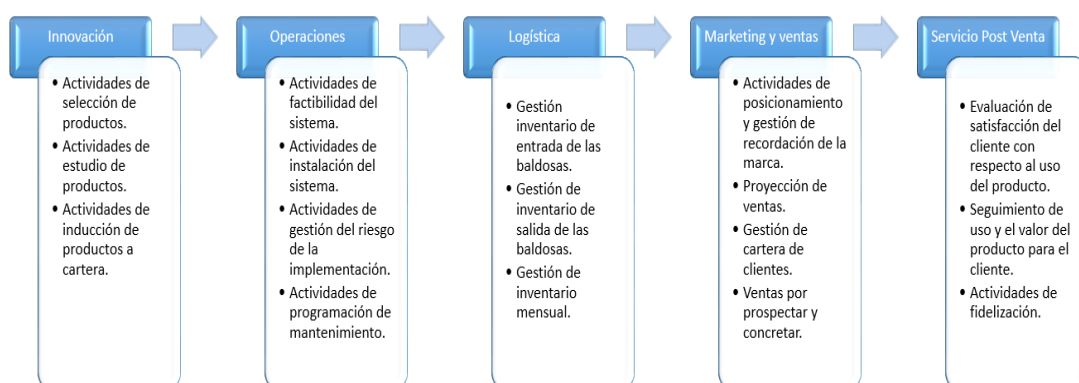 Innovación
• Actividades de
selección de
productos.
• Actividades de
estudio de
productos.
• Actividades de
inducción de
productos a
cartera.
Operaciones
• Actividades de
factibilidad del
sistema.
• Actividades de
instalación del
sistema.
• Actividades de
gestión del riesgo
de la
implementación.
• Actividades de
programación de
mantenimiento.
Logística
• Gestión
inventario de
entrada de las
baldosas.
• Gestión de
inventario de
salida de las
baldosas.
• Gestión de
inventario
mensual.
Marketing y ventas
• Actividades de
posicionamiento
y gestión de
recordación de la
marca.
• Proyección de
ventas.
• Gestión de
cartera de
clientes.
• Ventas por
prospectar y
concretar.
Servicio Post Venta
• Evaluación de
satisfacción del
cliente con
respecto al uso
del producto.
• Seguimiento de
uso y el valor del
producto para el
cliente.
• Actividades de
fidelización.